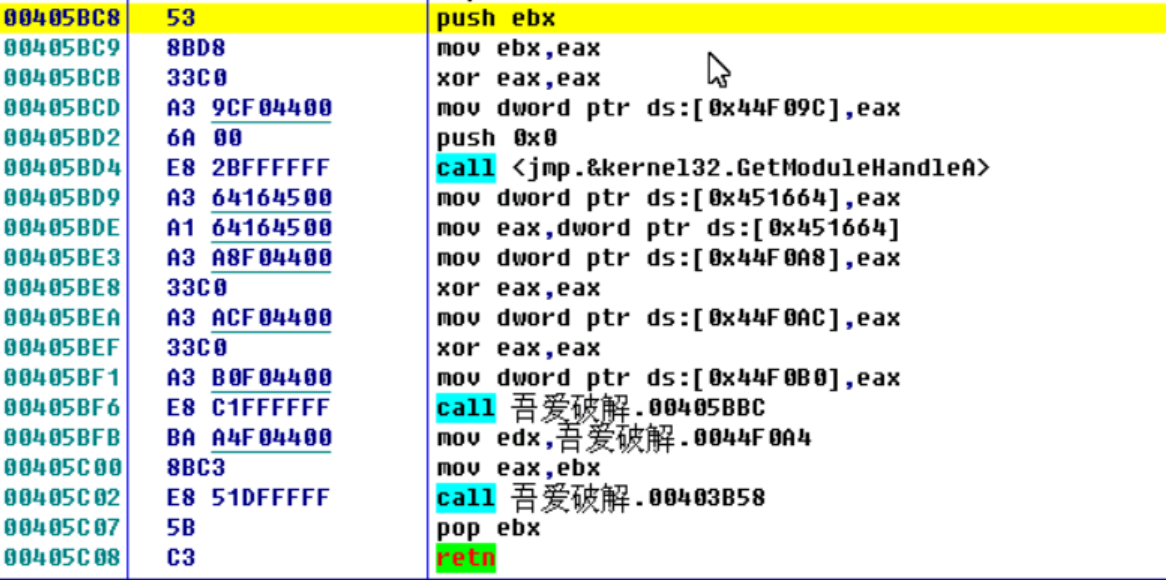 00405BC8 53 push ebx
00405BC9 8BD8 mov ebx,eax
00405BCB 33C0 xor eax,eax
00405BCD A3 9CF04400 mov dword ptr ds:[0x44F09C],eax
00405BD2 6A 00 push 0x0
00405BD4 E8 2BFFFFFF call <jmp.&kernel32.GetModuleHandleA>
00405BD9 A3 64164500 mov dword ptr ds:[0x451664],eax
00405BDE A1 64164500 mov eax,dword ptr ds:[0x451664]
00405BE3 A3 A8F04400 mov dword ptr ds:[0x44F0A8],eax
00405BE8 33C0 xor eax,eax
00405BEA A3 ACF04400 mov dword ptr ds:[0x44F0AC],eax
00405BEF 33C0 xor eax,eax
00405BF1 A3 B0F04400 mov dword ptr ds:[0x44F0B0],eax
00405BF6 E8 C1FFFFFF call 吾爱破解.00405BBC
00405BFB BA A4F04400 mov edx,吾爱破解.0044F0A4
00405C00 8BC3 mov eax,ebx
00405C02 E8 51DFFFFF call 吾爱破解.00403B58
00405C07 5B pop ebx
00405C08 C3 retn